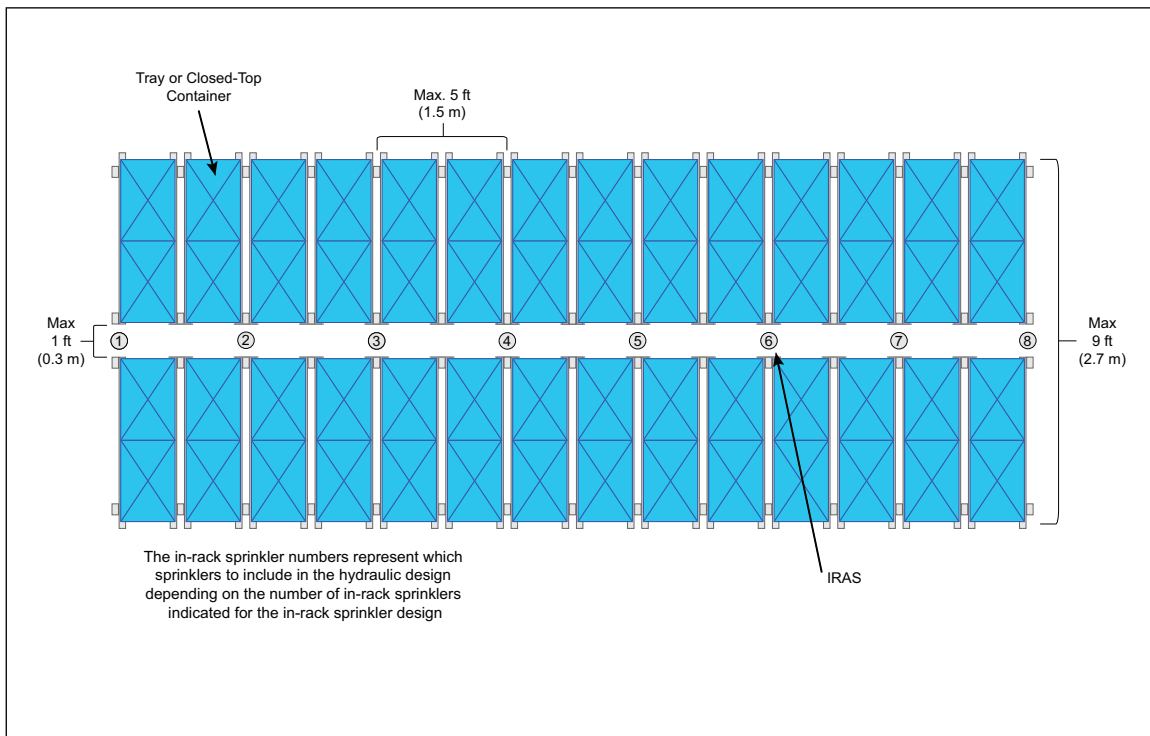 Tray or Closed-Top
Container
Max. 5 ft
(1.5 m)
Max
1 ft
(0.3 m)
1
2
3
4
5
6
7
8
Max
9 ft
(2.7 m)
The in-rack sprinkler numbers represent which
sprinklers to include in the hydraulic design
depending on the number of in-rack sprinklers
indicated for the in-rack sprinkler design
IRAS